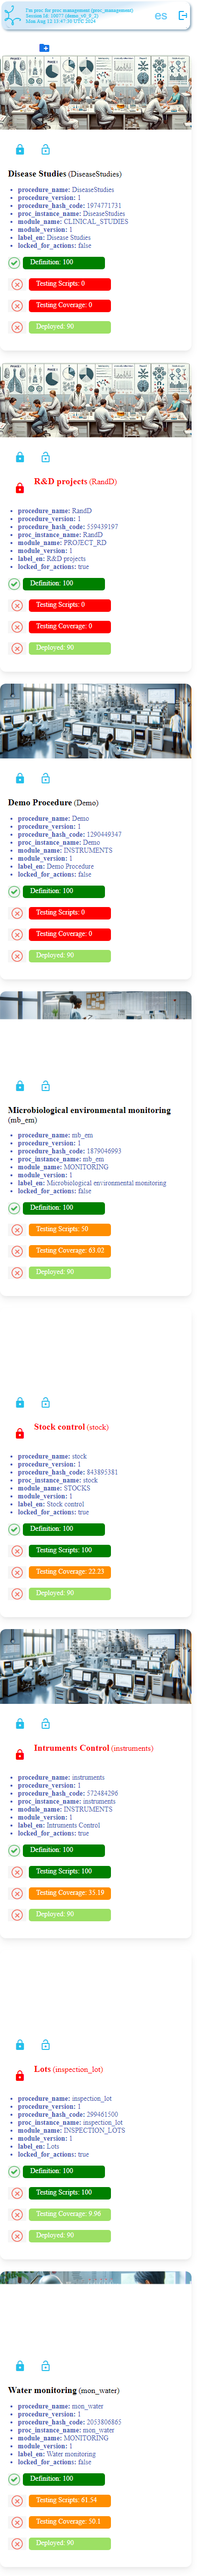 I'm proc for proc management (proc_management)
Session Id: 10077 (demo_v0_9_2)
Mon Aug 12 13:47:38 UTC 2024
es
Disease Studies (DiseaseStudies)
procedure_name: DiseaseStudies
procedure_version: 1
procedure_hash_code: 1974771731
proc_instance_name: DiseaseStudies
module_name: CLINICAL_STUDIES
module_version: 1
label_en: Disease Studies
locked_for_actions: false
Definition: 100
Testing Scripts: 0
Testing Coverage: 0
Deployed: 90
R&D projects (RandD)
procedure_name: RandD
procedure_version: 1
procedure_hash_code: 559439197
proc_instance_name: RandD
module_name: PROJECT_RD
module_version: 1
label_en: R&D projects
locked_for_actions: true
Definition: 100
Testing Scripts: 0
Testing Coverage: 0
Deployed: 90
Demo Procedure (Demo)
procedure_name: Demo
procedure_version: 1
procedure_hash_code: 1290449347
proc_instance_name: Demo
module_name: INSTRUMENTS
module_version: 1
label_en: Demo Procedure
locked_for_actions: false
Definition: 100
Testing Scripts: 0
Testing Coverage: 0
Deployed: 90
Microbiological environmental monitoring
(mb_em)
procedure_name: mb_em
procedure_version: 1
procedure_hash_code: 1879046993
proc_instance_name: mb_em
module_name: MONITORING
module_version: 1
label_en: Microbiological environmental monitoring
locked_for_actions: false
Definition: 100
Testing Scripts: 50
Testing Coverage: 63.02
Deployed: 90
Stock control (stock)
procedure_name: stock
procedure_version: 1
procedure_hash_code: 843895381
proc_instance_name: stock
module_name: STOCKS
module_version: 1
label_en: Stock control
locked_for_actions: true
Definition: 100
Testing Scripts: 100
Testing Coverage: 22.23
Deployed: 90
Intruments Control (instruments)
procedure_name: instruments
procedure_version: 1
procedure_hash_code: 572484296
proc_instance_name: instruments
module_name: INSTRUMENTS
module_version: 1
label_en: Intruments Control
locked_for_actions: true
Definition: 100
Testing Scripts: 100
Testing Coverage: 35.19
Deployed: 90
Lots (inspection_lot)
procedure_name: inspection_lot
procedure_version: 1
procedure_hash_code: 299461500
proc_instance_name: inspection_lot
module_name: INSPECTION_LOTS
module_version: 1
label_en: Lots
locked_for_actions: true
Definition: 100
Testing Scripts: 100
Testing Coverage: 9.96
Deployed: 90
Water monitoring (mon_water)
procedure_name: mon_water
procedure_version: 1
procedure_hash_code: 2053806865
proc_instance_name: mon_water
module_name: MONITORING
module_version: 1
label_en: Water monitoring
locked_for_actions: false
Definition: 100
Testing Scripts: 61.54
Testing Coverage: 50.1
Deployed: 90